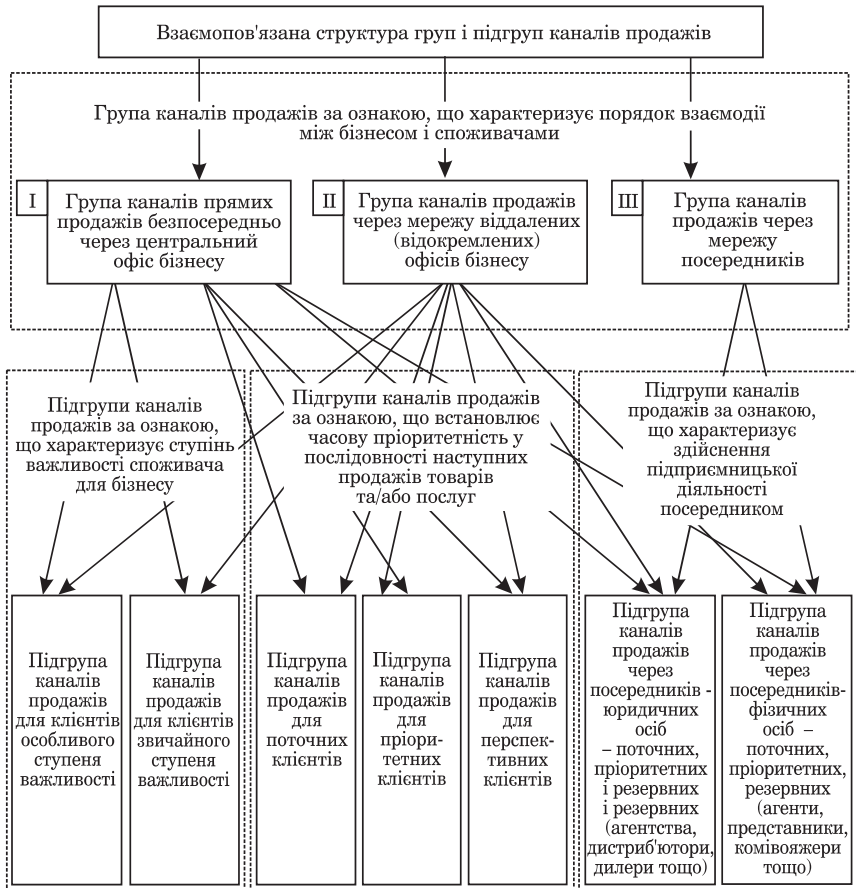 Взаємопов'язана структура груп і підгруп каналів продажів
Група каналів продажів за ознакою, що характеризує порядок взаємодії
між бізнесом і споживачами
I
Група каналів прямих
продажів безпосередньо
через центральний
офіс бізнесу
II
Група каналів продажів
через мережу віддалених
(відокремлених)
офісів бізнесу
III
Група каналів
продажів через
мережу
посередників
Підгрупи каналів
продажів за ознакою,
що характеризує ступінь
важливості споживача
для бізнесу
Підгрупи каналів продажів
за ознакою, що встановлює
часову пріоритетність у
послідовності наступних
продажів товарів
та/або послуг
Підгрупи каналів
продажів за ознакою,
що характеризує
здійснення
підприємницької
діяльності
посередником
Підгрупа
каналів
продажів
для клієнтів
особливого
ступеня
важливості
Підгрупа
каналів
продажів
для клієнтів
звичайного
ступеня
важливості
Підгрупа
каналів
продажів
для
поточних
клієнтів
Підгрупа
каналів
продажів
для
пріори-
тетних
клієнтів
Підгрупа
каналів
продажів
для
перспек-
тивних
клієнтів
Підгрупа
каналів
продажів
через
посередників -
юридичних
осіб
– поточних,
пріоритетних
і резервних
і резервних
(агентства,
дистриб'ютори,
дилери тощо)
Підгрупа
каналів
продажів
через
посередників-
фізичних
осіб –
поточних,
пріоритетних,
резервних
(агенти,
представники,
комівояжери
тощо)